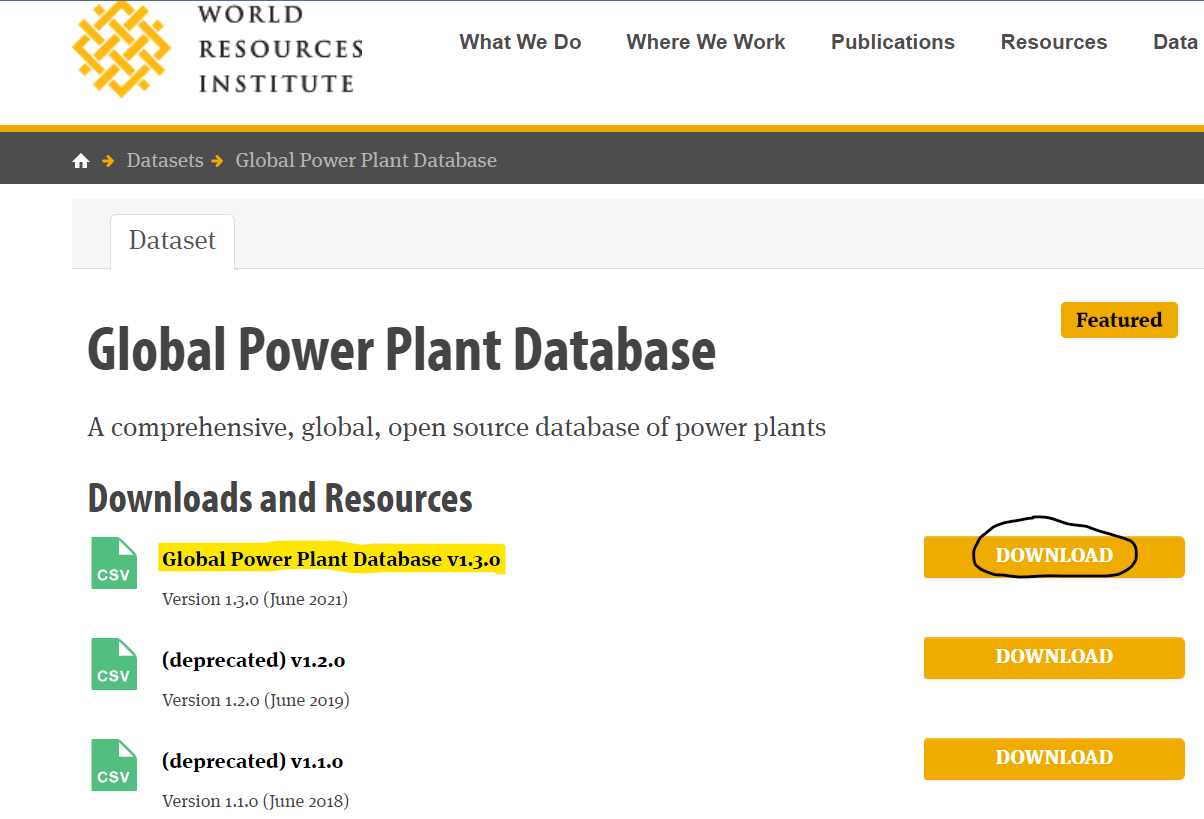 WORLD
RESOURCES
INSTITUTE
What We Do Where We Work Publications Resources Data
Datasets Global Power Plant Database
Dataset
Featured
Global Power Plant Database
A comprehensive, global, open source database of power plants
Downloads and Resources
CSV
Global Power Plant Database v1.3.0
DOWNLOAD
Version 1.3.0 (June 2021)
CSV
(deprecated) v1.2.0
DOWNLOAD
Version 1.2.0 (June 2019)
CSV
(deprecated) v1.1.0
DOWNLOAD
Version 1.1.0 (June 2018)